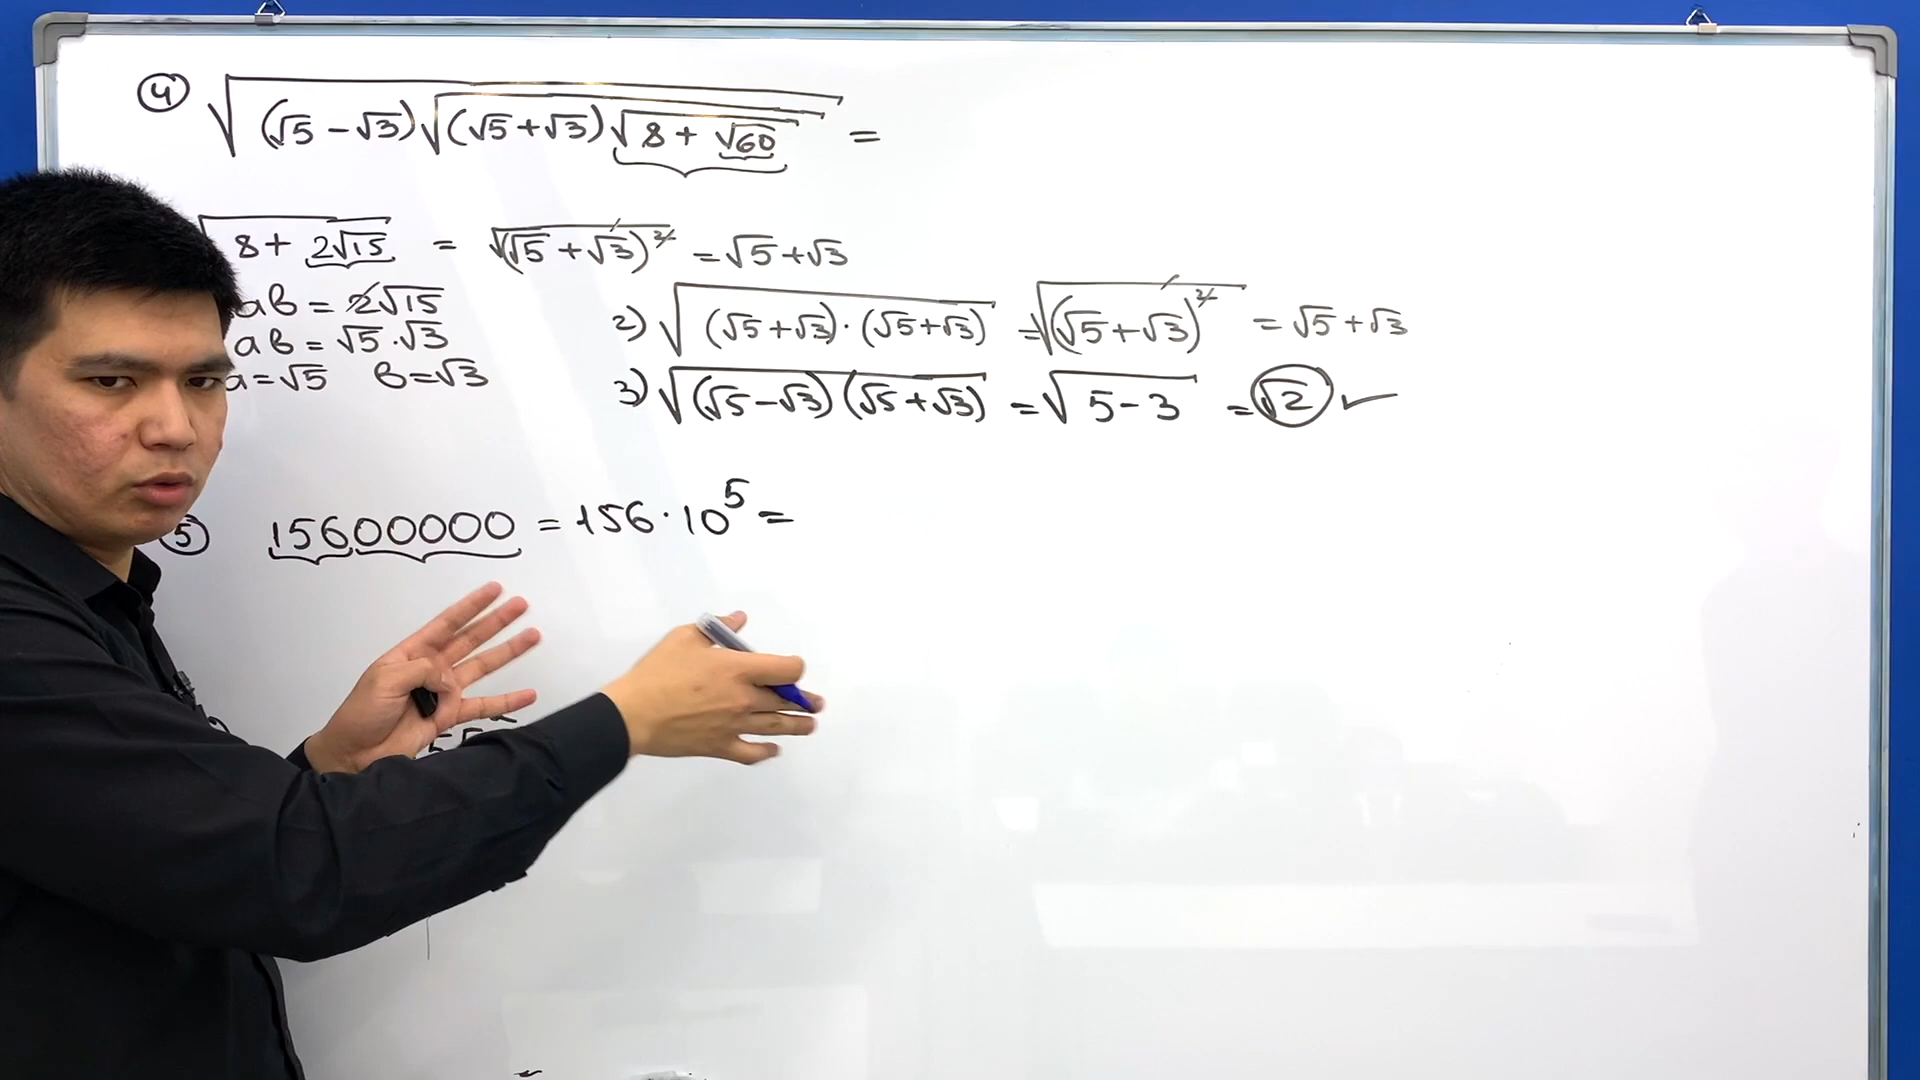 ④ √((√5 − √3)√((√5 + √3)√(8 + √60))) =
√(8 + 2√15) = √((√5 + √3)²) = √5 + √3
ab = 2√15
ab = √5 · √3
a = √5 b = √3
2) √((√5 + √3) · (√5 + √3)) = √((√5 + √3)²) = √5 + √3
3) √((√5 − √3)(√5 + √3)) = √(5 − 3) = √2 ✓
⑤ 15600000 = 156 · 10⁵ =